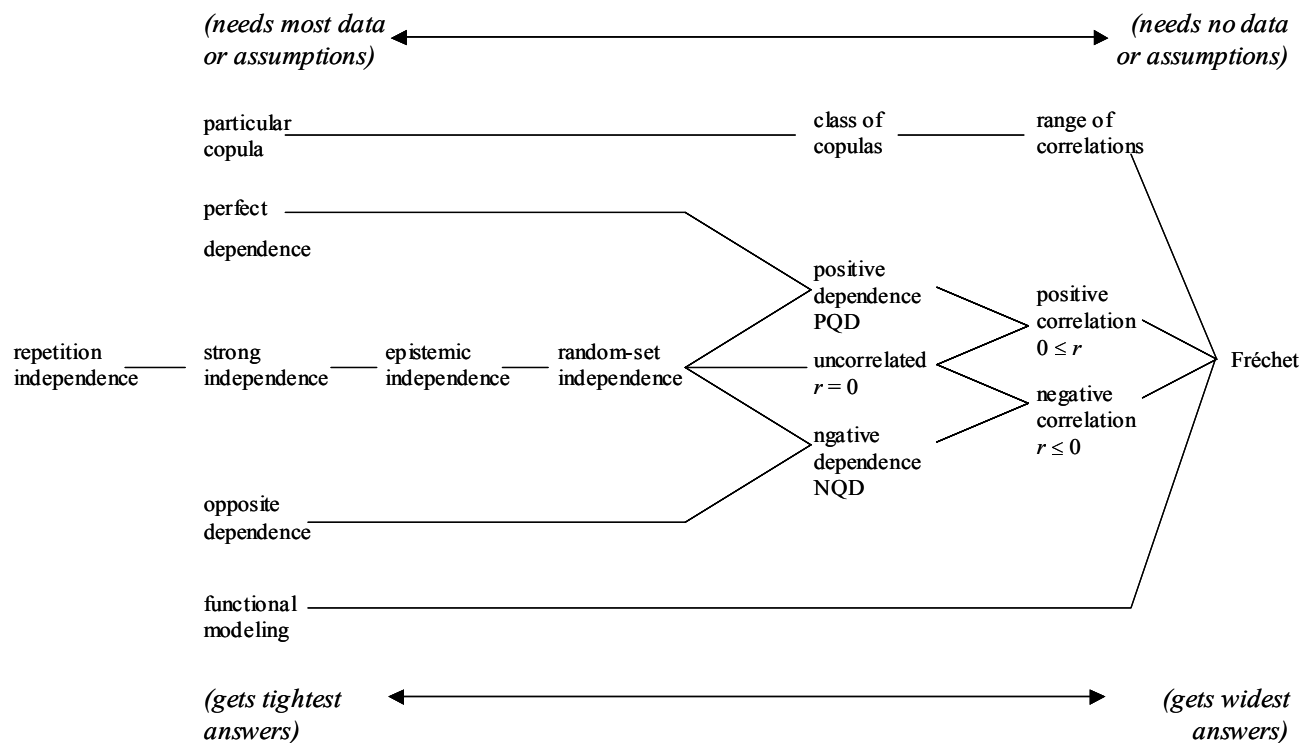 (needs most data
or assumptions)
(needs no data
or assumptions)
particular
copula
class of
copulas
range of
correlations
perfect
dependence
positive
dependence
PQD
positive
correlation
0 ≤ r
repetition
independence
strong
independence
epistemic
independence
random-set
independence
uncorrelated
r = 0
Fréchet
negative
correlation
r ≤ 0
ngative
dependence
NQD
opposite
dependence
functional
modeling
(gets tightest
answers)
(gets widest
answers)